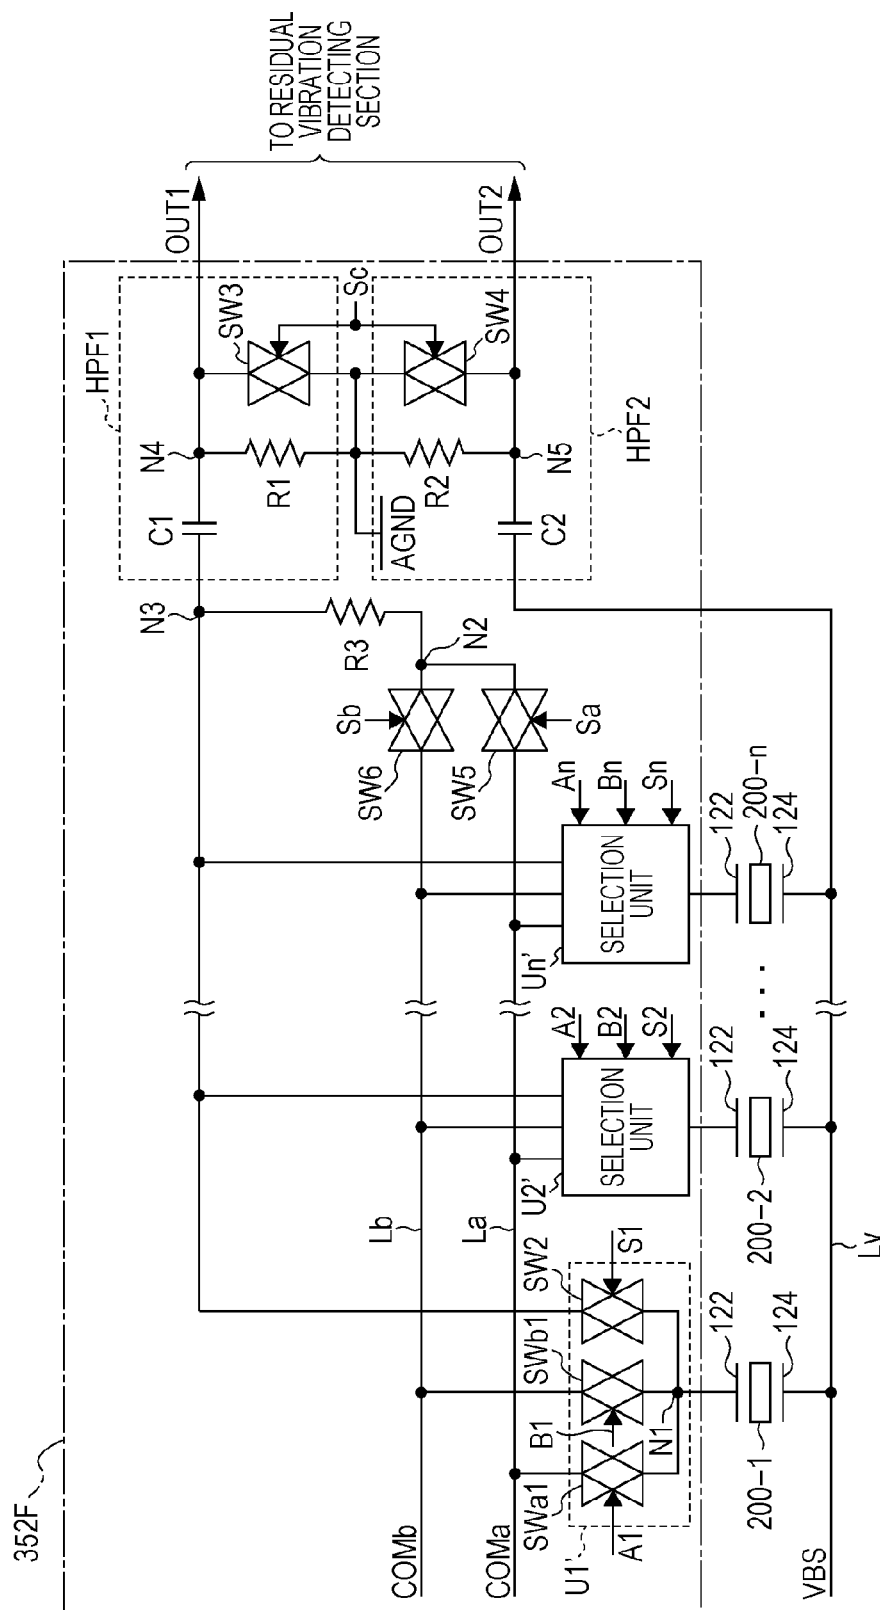 352F
TO RESIDUAL
VIBRATION
DETECTING
SECTION
OUT1
OUT2
HPF1
SW3
Sc
SW4
HPF2
N4
R1
R2
N5
C1
AGND
C2
N3
R3
N2
Sb
SW6
SW5
Sa
An
Bn
Sn
SELECTION
UNIT
Un'
122
200-n
124
A2
B2
S2
SELECTION
UNIT
U2'
122
200-2
124
...
Lb
La
Lv
SW2
S1
SWb1
B1
SWa1
A1
N1
U1'
122
200-1
124
COMb
COMa
VBS